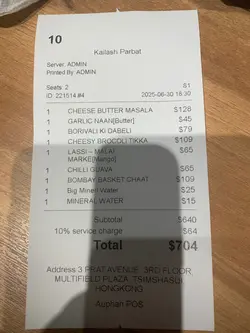 10
Kailash Parbat
Server: ADMIN
Printed By: ADMIN
Seats: 2 S1
ID: 221514 #4 2025-06-30 18:30
1 CHEESE BUTTER MASALA $128
1 GARLIC NAAN[Butter] $45
1 BORIVALI KI DABELI $79
1 CHEESY BROCOLI TIKKA $109
1 LASSI - MALAI $65
MARKE[Mango]
1 CHILLI GUAVA $65
1 BOMBAY BASKET CHAAT $109
1 Big Mineri Water $25
1 MINERAL WATER $15
Subtotal $640
10% service charge $64
Total $704
Address 3 PRAT AVENUE, 3RD FLOOR,
MULTIFIELD PLAZA, TSIMSHASUI
HONGKONG
POS